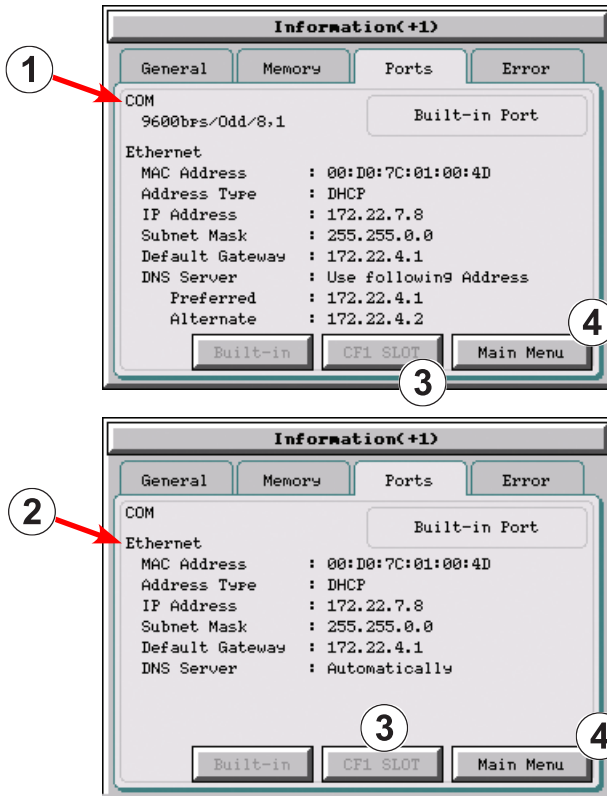 Information(+1)
General Memory Ports Error
1
COM
9600bps/Odd/8,1
Built-in Port
Ethernet
MAC Address : 00:D0:7C:01:00:4D
Address Type : DHCP
IP Address : 172.22.7.8
Subnet Mask : 255.255.0.0
Default Gateway : 172.22.4.1
DNS Server : Use following Address
Preferred : 172.22.4.1
Alternate : 172.22.4.2
4
Built-in CF1 SLOT Main Menu
3
Information(+1)
General Memory Ports Error
2
COM
Built-in Port
Ethernet
MAC Address : 00:D0:7C:01:00:4D
Address Type : DHCP
IP Address : 172.22.7.8
Subnet Mask : 255.255.0.0
Default Gateway : 172.22.4.1
DNS Server : Automatically
3
4
Built-in CF1 SLOT Main Menu